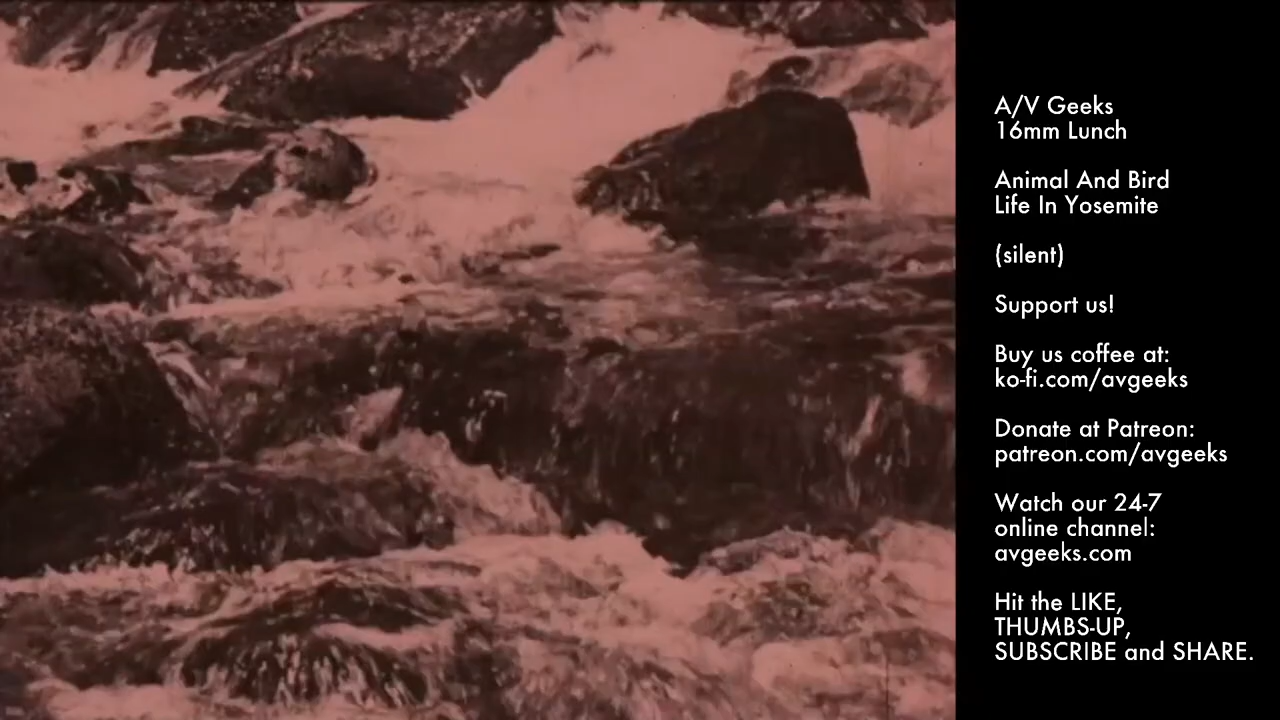 A/V Geeks
16mm Lunch
Animal And Bird
Life In Yosemite
(silent)
Support us!
Buy us coffee at:
ko-fi.com/avgeeks
Donate at Patreon:
patreon.com/avgeeks
Watch our 24-7
online channel:
avgeeks.com
Hit the LIKE,
THUMBS-UP,
SUBSCRIBE and SHARE.